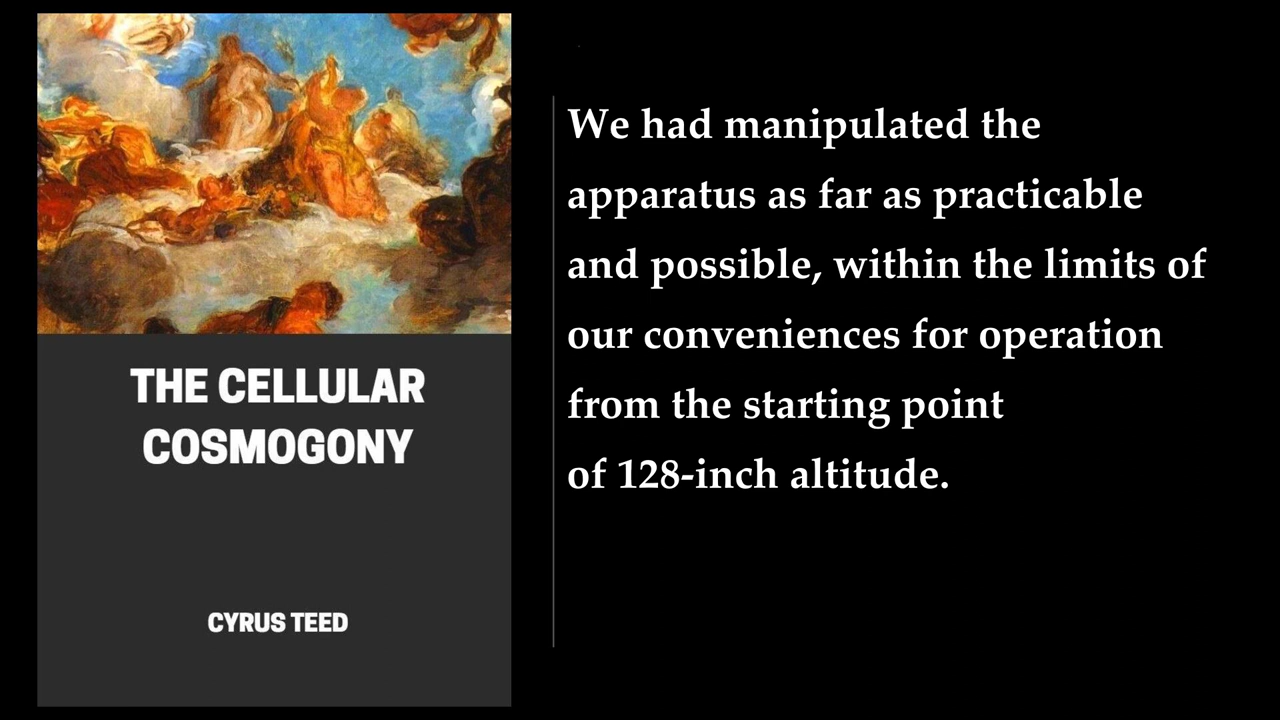 THE CELLULAR
COSMOGONY
CYRUS TEED
We had manipulated the
apparatus as far as practicable
and possible, within the limits of
our conveniences for operation
from the starting point
of 128-inch altitude.